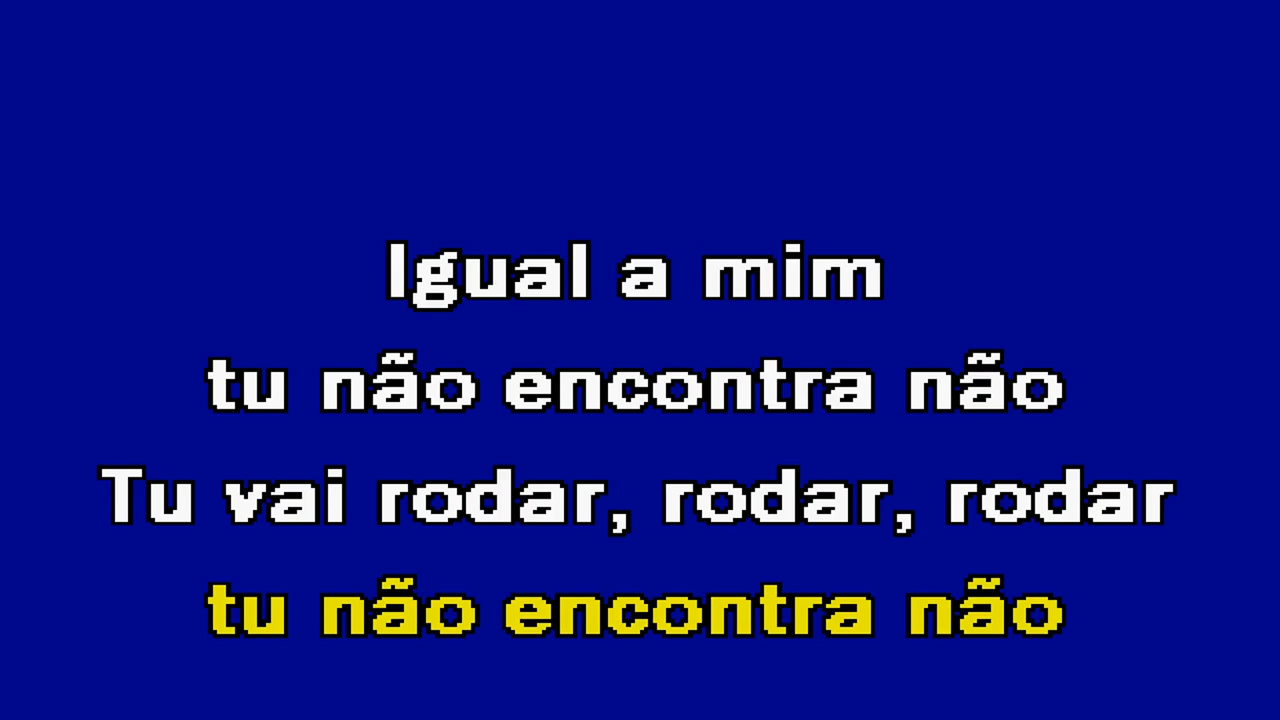 Igual a mim
tu não encontra não
Tu vai rodar, rodar, rodar
tu não encontra não